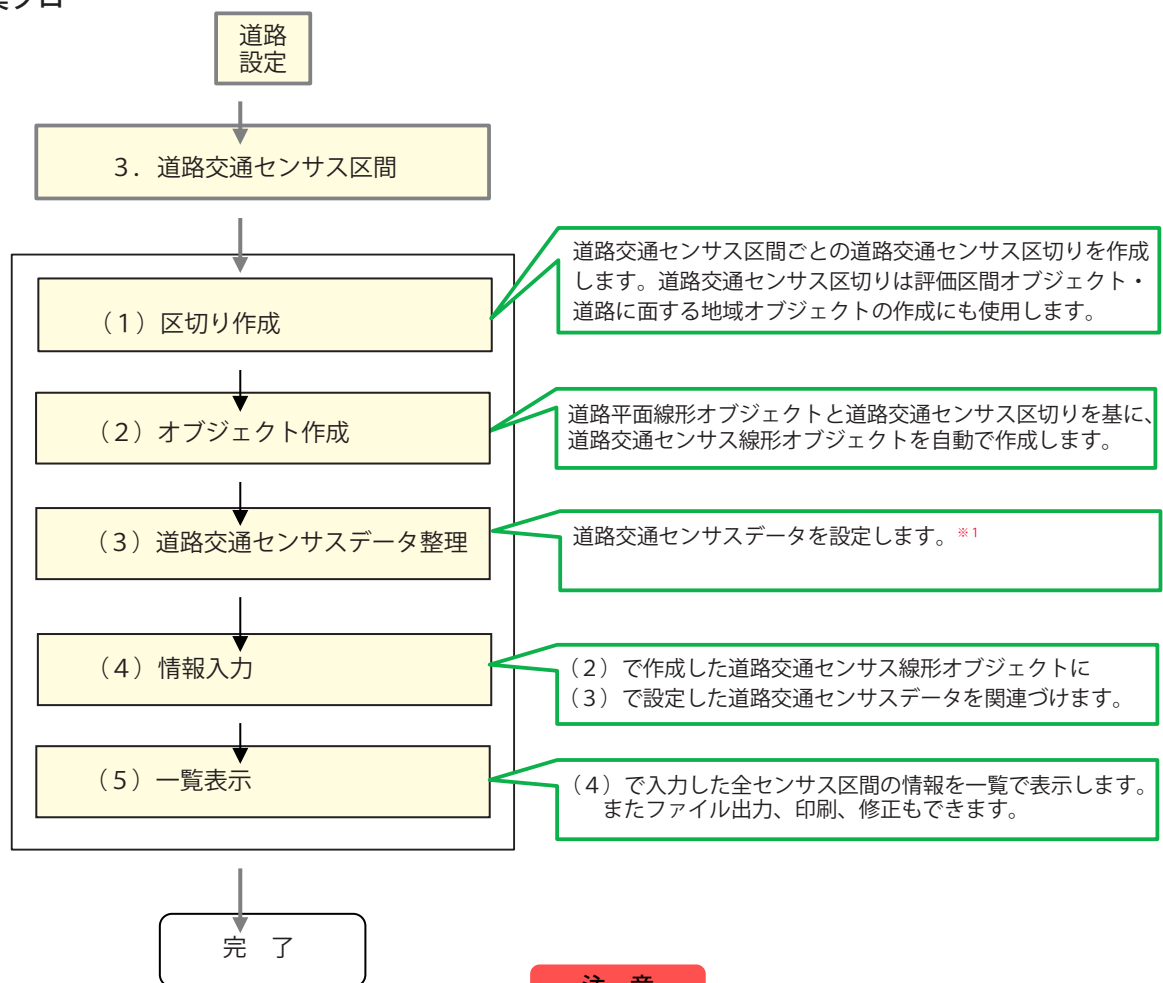 道路
設定
３．道路交通センサス区間
（１）区切り作成
道路交通センサス区間ごとの道路交通センサス区切りを作成
します。道路交通センサス区切りは評価区間オブジェクト・
道路に面する地域オブジェクトの作成にも使用します。
（２）オブジェクト作成
道路平面線形オブジェクトと道路交通センサス区切りを基に、
道路交通センサス線形オブジェクトを自動で作成します。
（３）道路交通センサスデータ整理
道路交通センサスデータを設定します。※1
（４）情報入力
（２）で作成した道路交通センサス線形オブジェクトに
（３）で設定した道路交通センサスデータを関連づけます。
（５）一覧表示
（４）で入力した全センサス区間の情報を一覧で表示します。
またファイル出力、印刷、修正もできます。
完　了
注　意